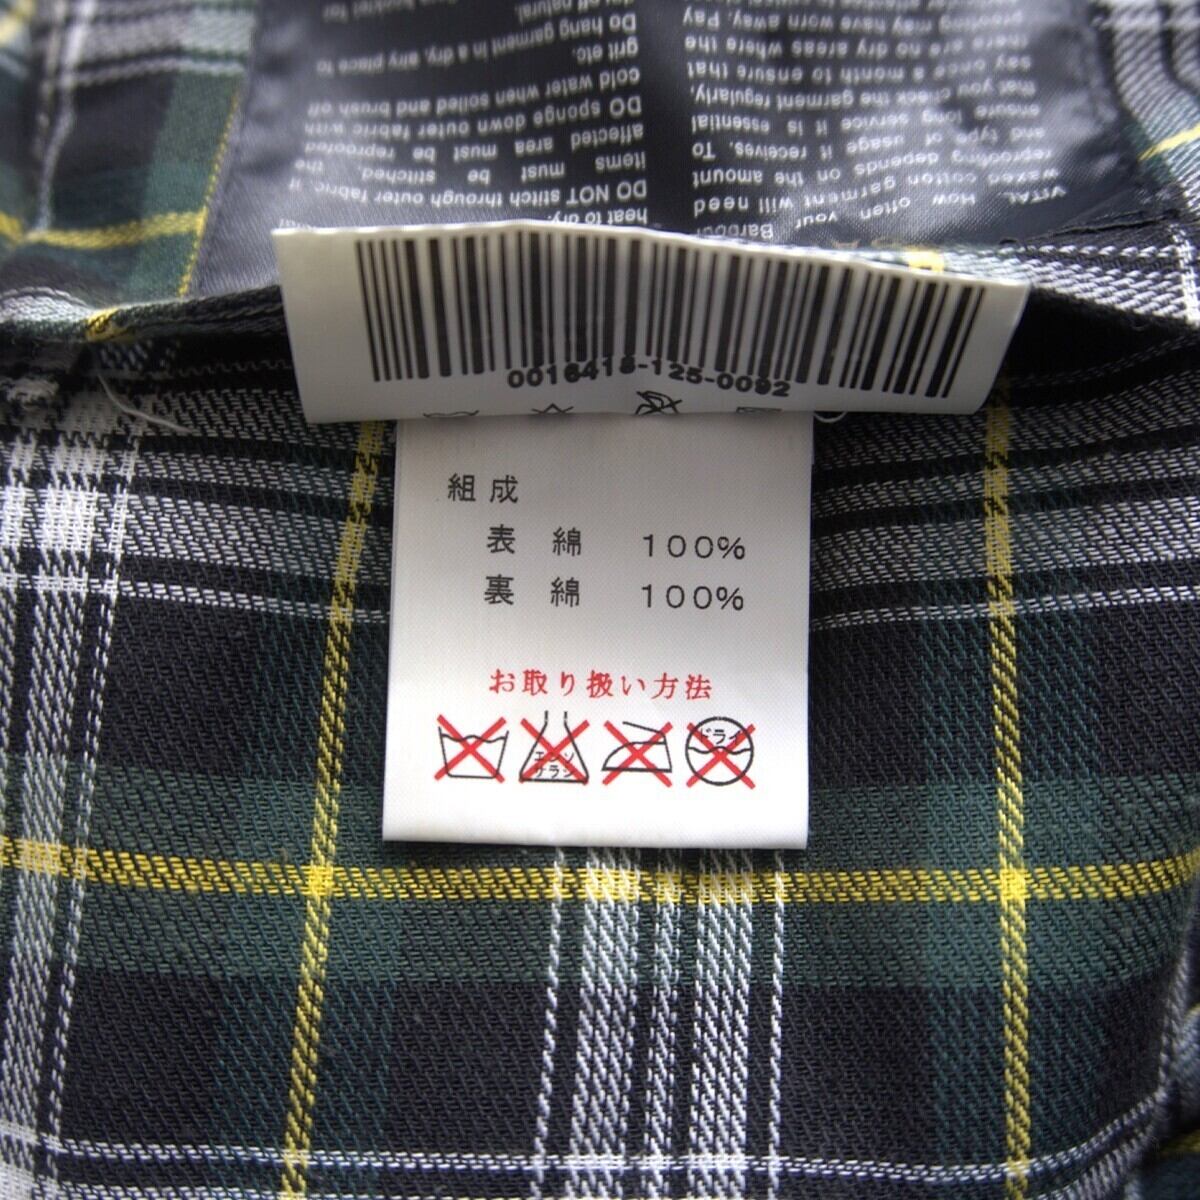 VITAL How often your Barbour
waxed cotton garment will need
reproofing depends on the amount
and type of usage it receives. To
ensure long service it is essential
that you check the garment regularly,
say once a month to ensure that
there are no dry areas where the
proofing may have worn away. Pay
heat to dry.
DO NOT stitch through outer fabric, if
items must be stitched, the
affected area must be reproofed
DO sponge down outer fabric with
cold water when soiled and brush off
grit etc.
Do hang garment in a dry, airy place to
dry off natural
0016418-125-0092
組成
表 綿 100%
裏 綿 100%
お取り扱い方法
エンソ
サラシ
ドライ